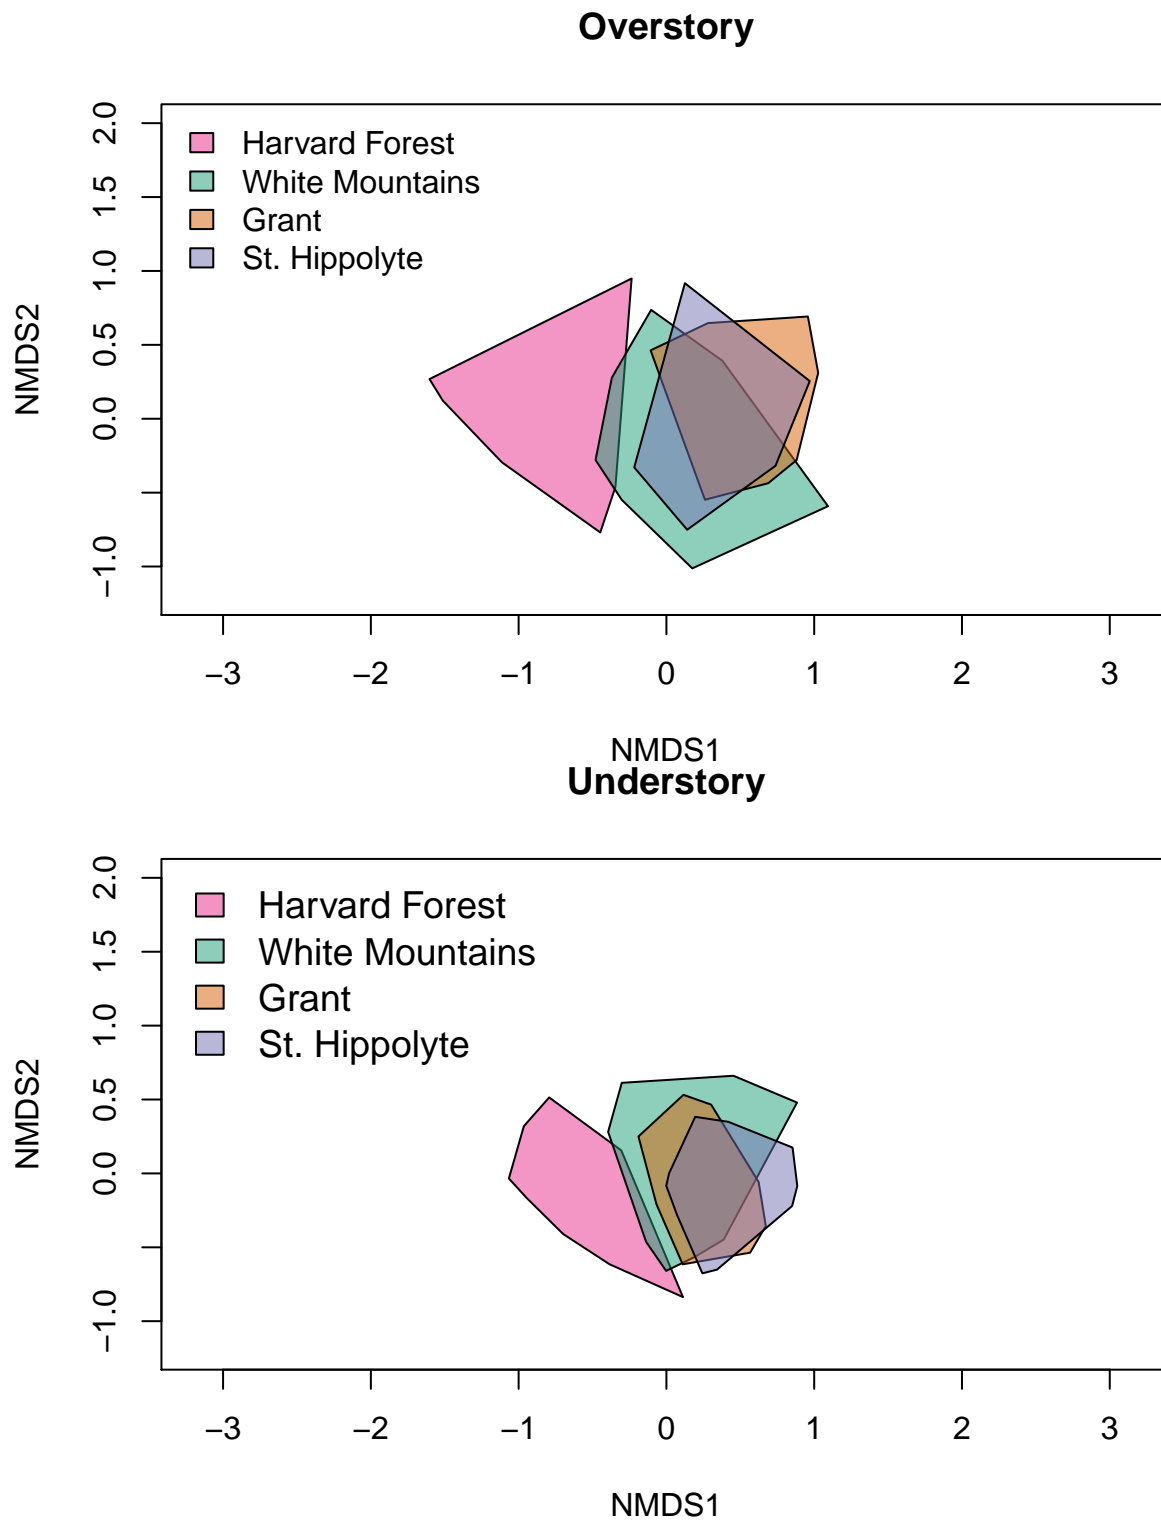 Overstory
2.0
1.5
1.0
0.5
0.0
−1.0
NMDS2
Harvard Forest
White Mountains
Grant
St. Hippolyte
−3 −2 −1 0 1 2 3
NMDS1
Understory
2.0
1.5
1.0
0.5
0.0
−1.0
NMDS2
Harvard Forest
White Mountains
Grant
St. Hippolyte
−3 −2 −1 0 1 2 3
NMDS1